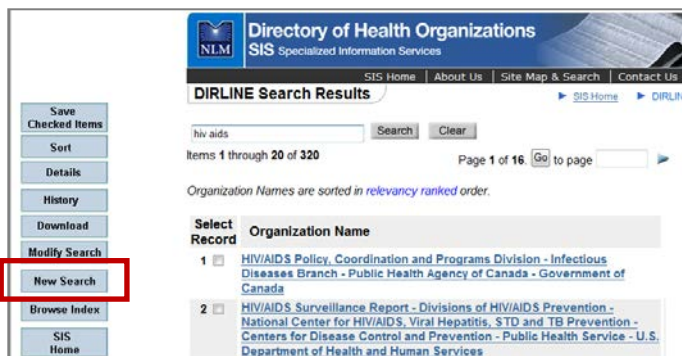 NLM
Directory of Health Organizations
SIS Specialized Information Services
SIS Home | About Us | Site Map & Search | Contact Us
DIRLINE Search Results
SIS Home
DIRLIN
Save
Checked Items
Sort
Details
History
Download
Modify Search
New Search
Browse Index
SIS
Home
hiv aids
Search
Clear
Items 1 through 20 of 320
Page 1 of 16. Go to page
Organization Names are sorted in relevancy ranked order.
Select
Record
Organization Name
1
HIV/AIDS Policy, Coordination and Programs Division - Infectious
Diseases Branch - Public Health Agency of Canada - Government of
Canada
2
HIV/AIDS Surveillance Report - Divisions of HIV/AIDS Prevention -
National Center for HIV/AIDS, Viral Hepatitis, STD and TB Prevention -
Centers for Disease Control and Prevention - Public Health Service - U.S.
Department of Health and Human Services